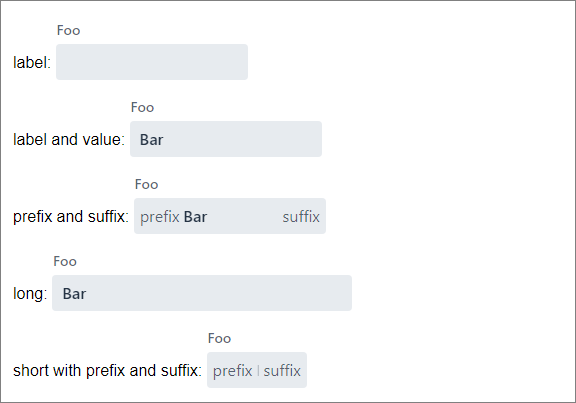 Foo
label:
Foo
label and value: Bar
Foo
prefix and suffix: prefix Bar suffix
Foo
long: Bar
Foo
short with prefix and suffix: prefix suffix